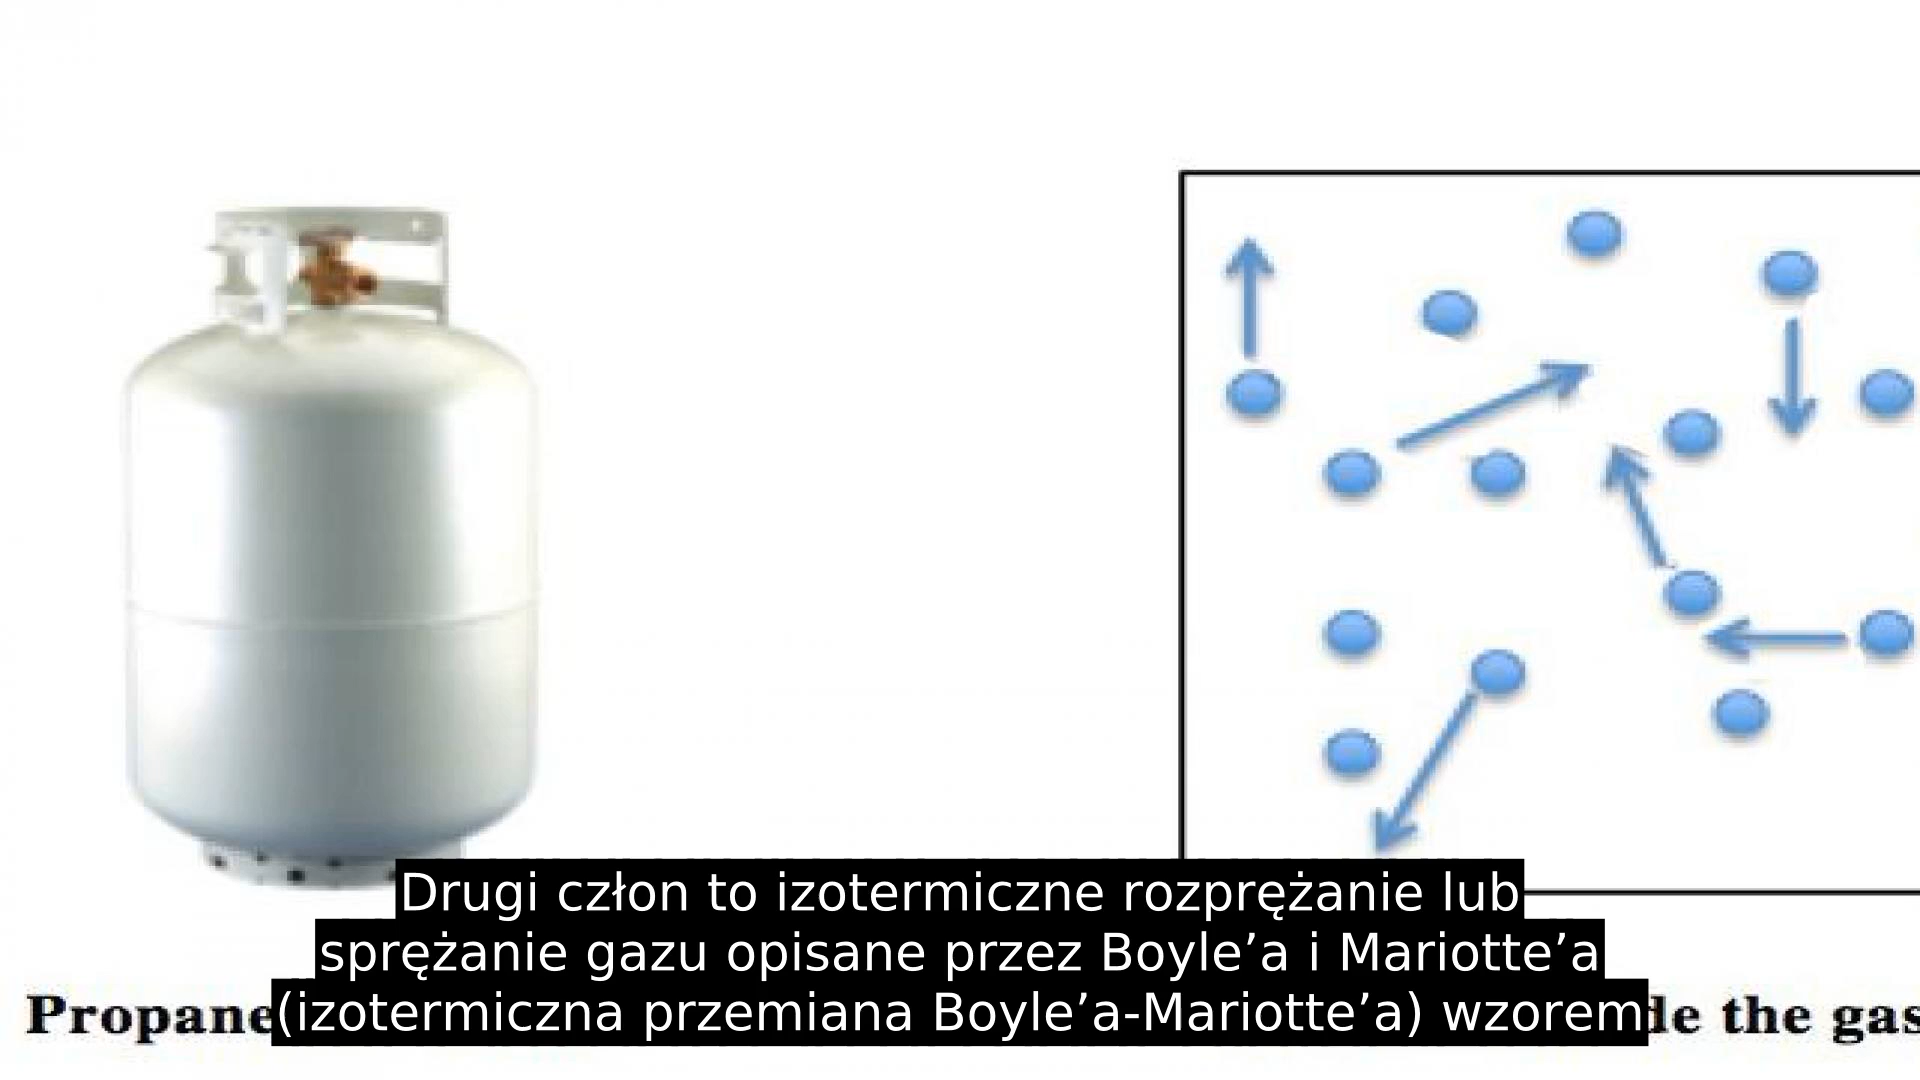 Drugi człon to izotermiczne rozprężanie lub
sprężanie gazu opisane przez Boyle’a i Mariotte’a
Propane (izotermiczna przemiana Boyle’a-Mariotte’a) wzorem the gas